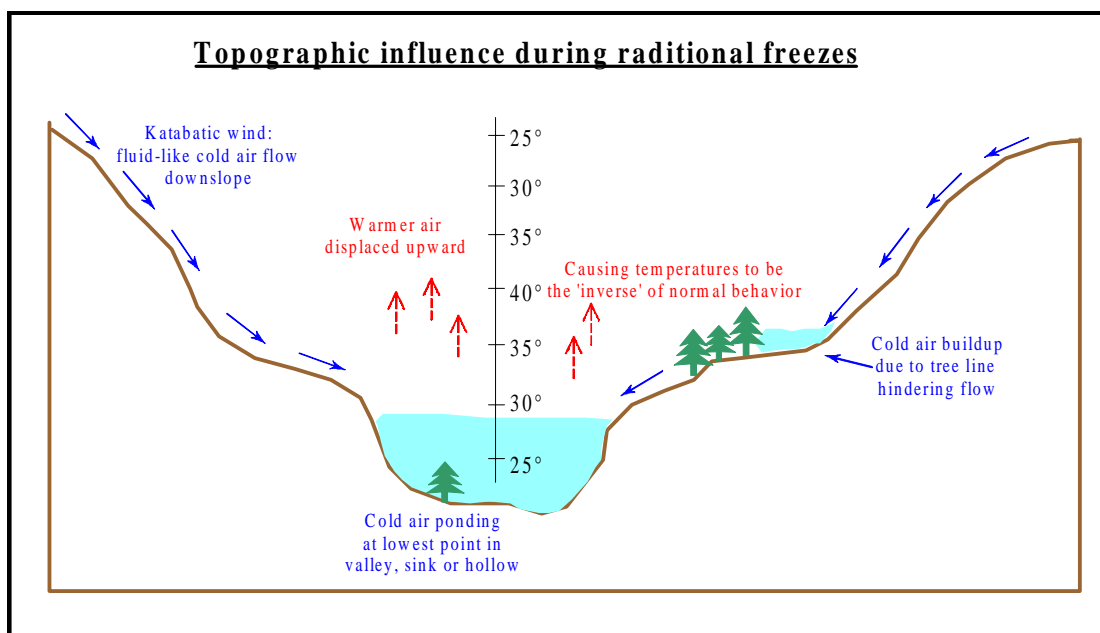 Topographic influence during raditional freezes
Katabatic wind:
fluid-like cold air flow
downslope
Warmer air
displaced upward
25°
30°
35°
40°
35°
30°
25°
Causing temperatures to be
the 'inverse' of normal behavior
Cold air buildup
due to tree line
hindering flow
Cold air ponding
at lowest point in
valley, sink or hollow